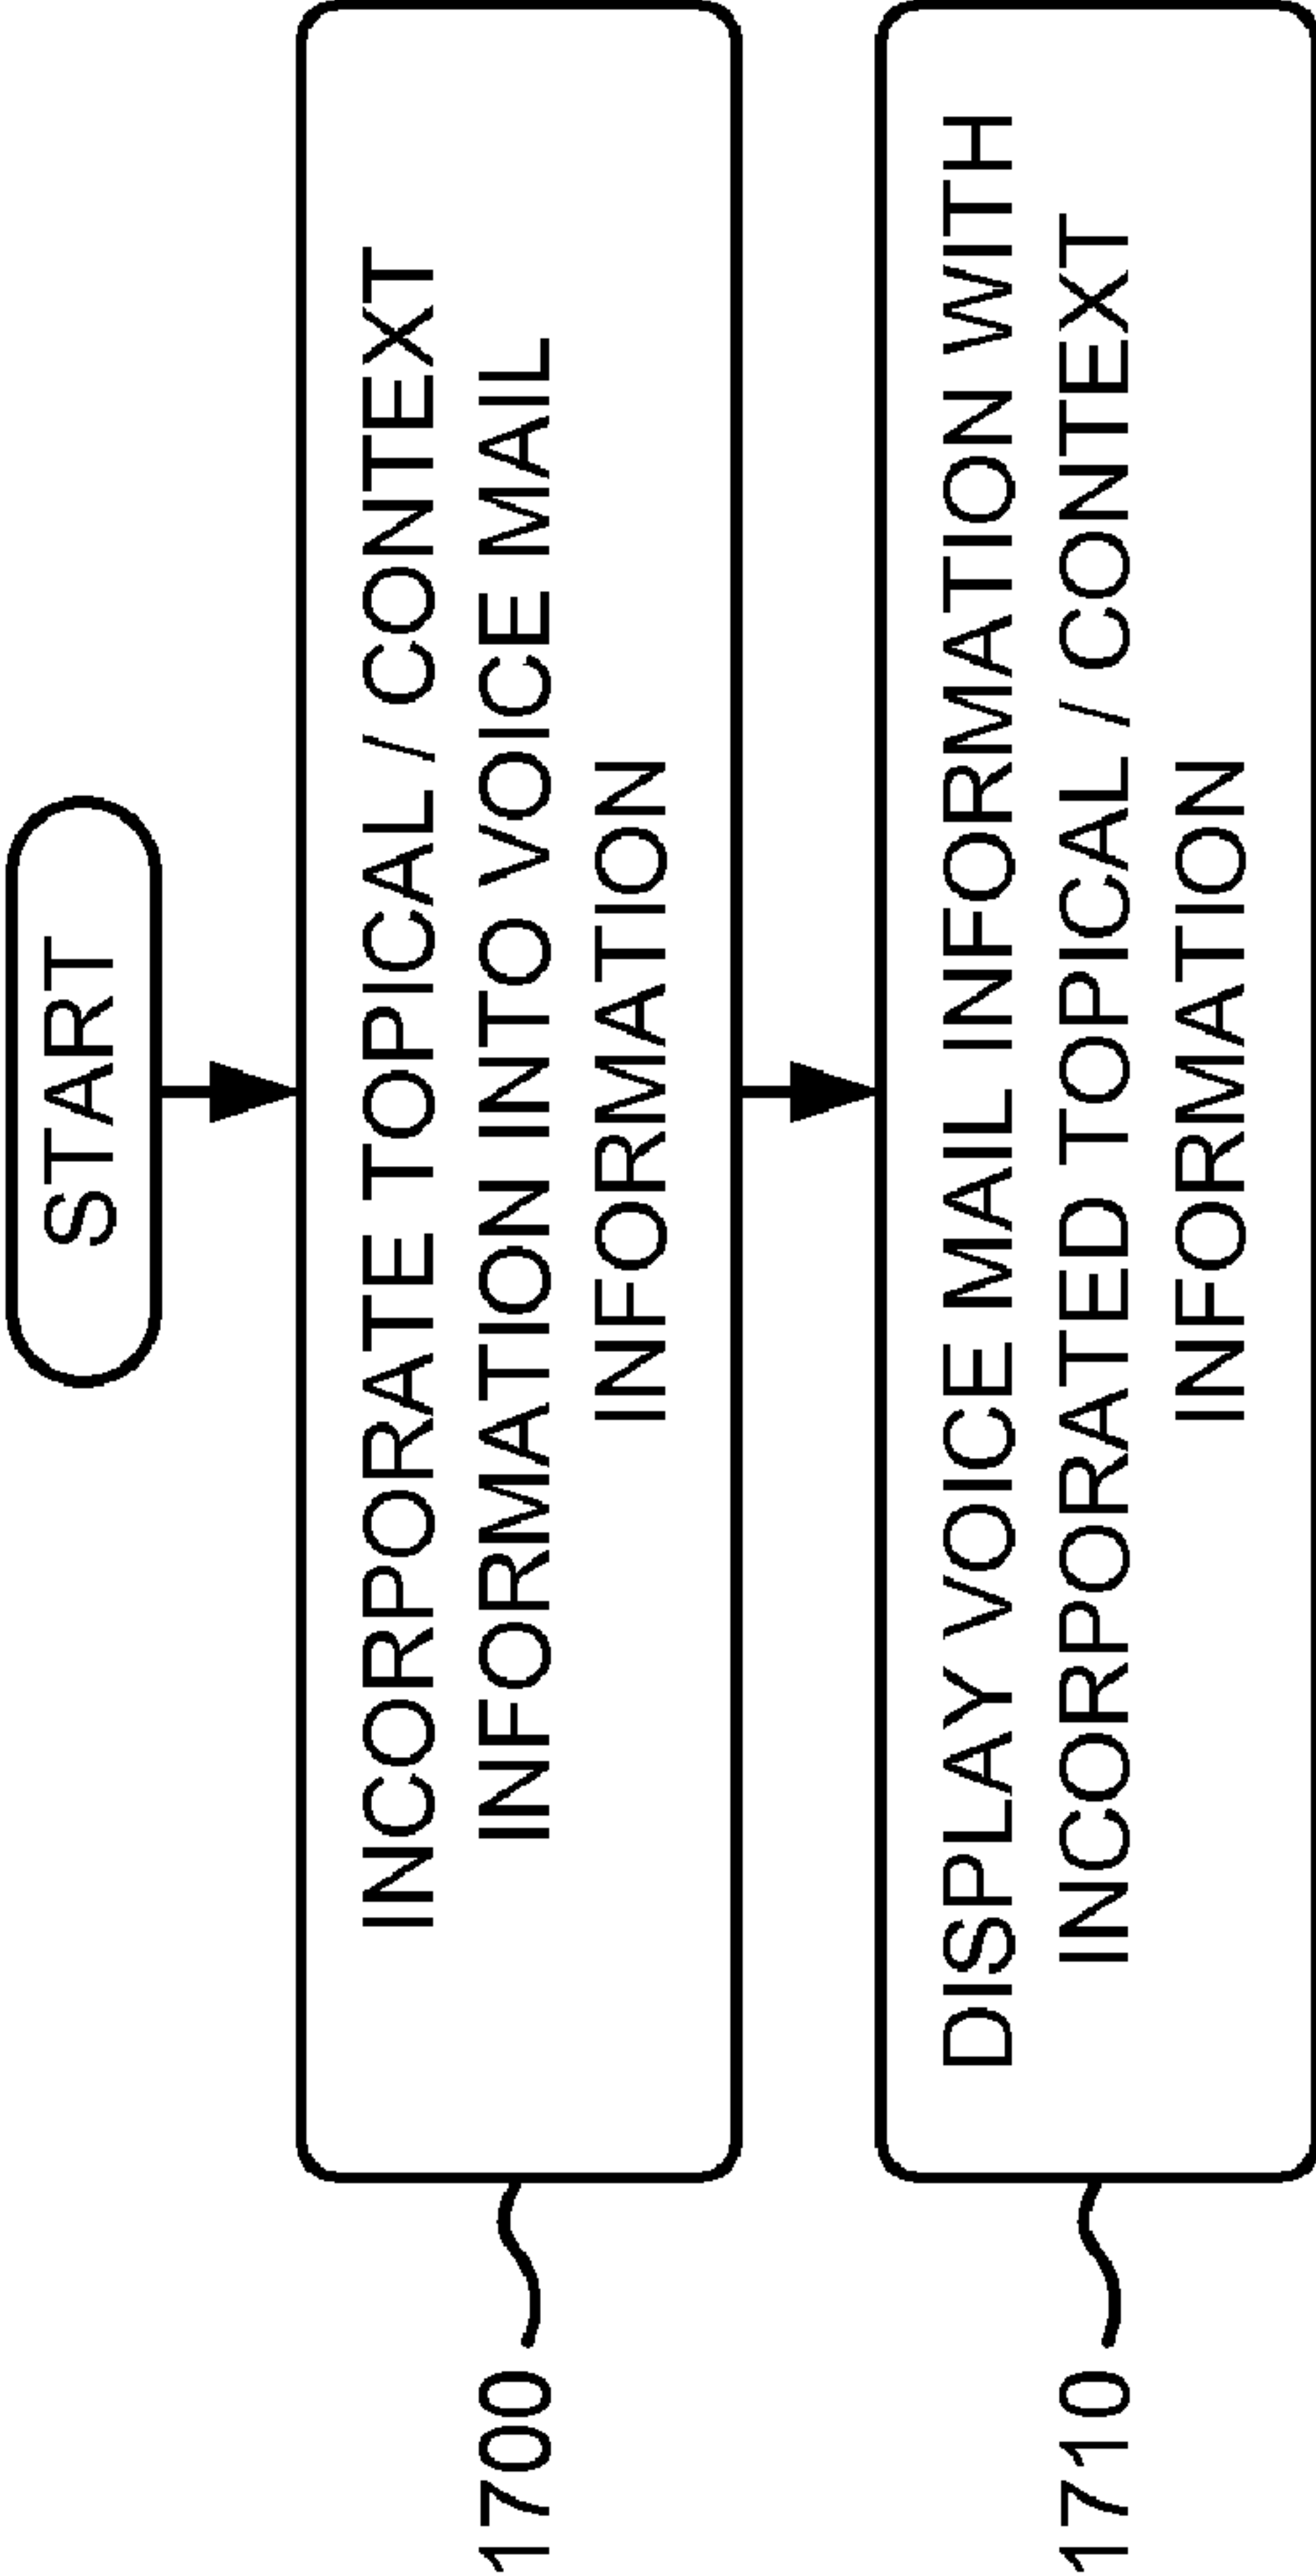 START
1700
INCORPORATE TOPICAL / CONTEXT
INFORMATION INTO VOICE MAIL
INFORMATION
1710
DISPLAY VOICE MAIL INFORMATION WITH
INCORPORATED TOPICAL / CONTEXT
INFORMATION